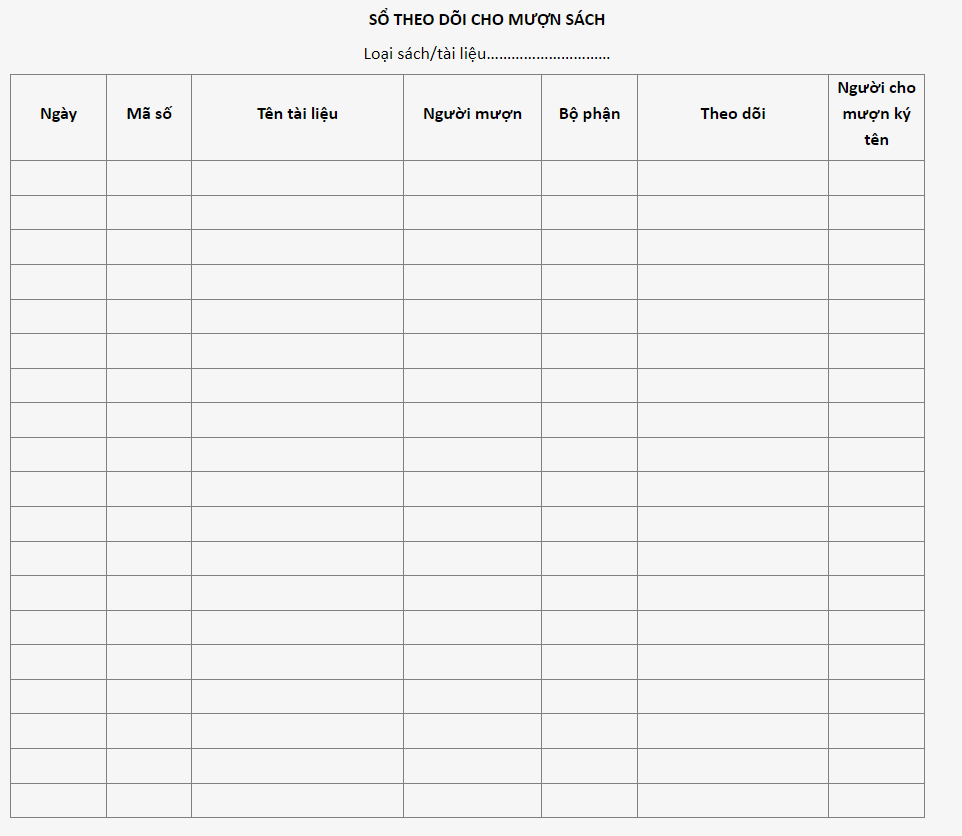 SỔ THEO DÕI CHO MƯỢN SÁCH
Loại sách/tài liệu…………………………
Ngày
Mã số
Tên tài liệu
Người mượn
Bộ phận
Theo dõi
Người cho
mượn ký
tên